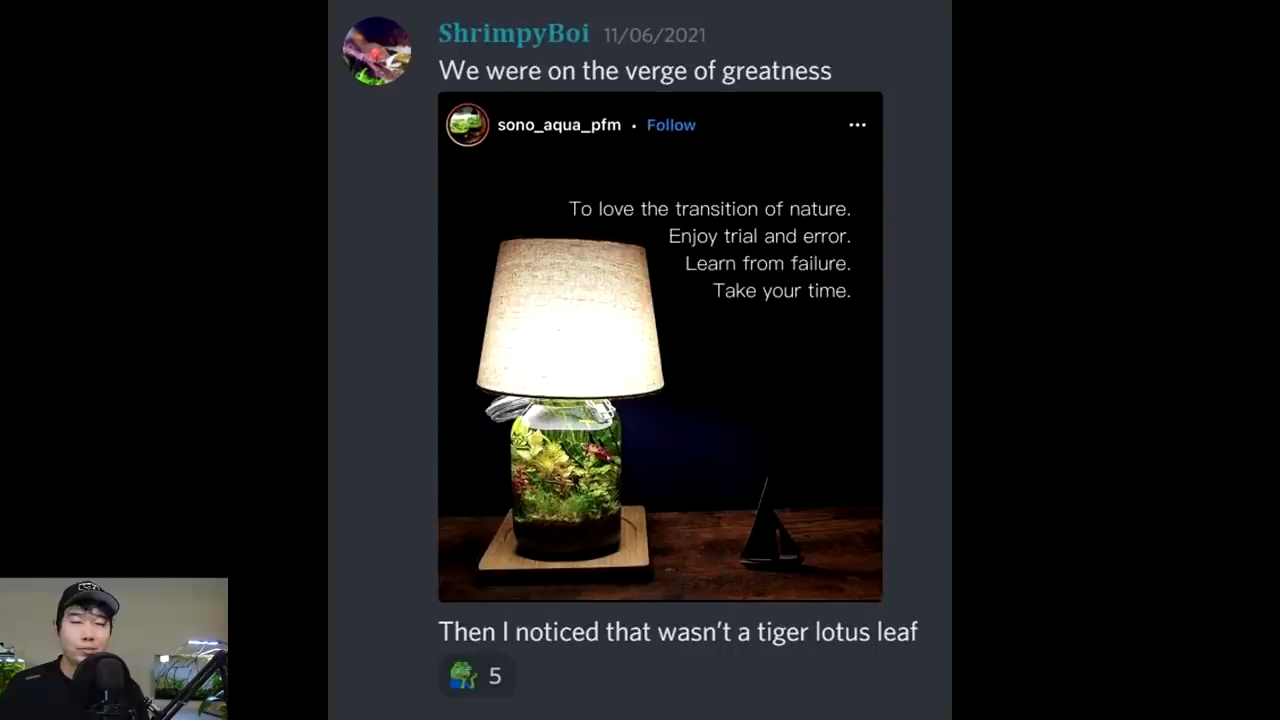 ShrimpyBoi 11/06/2021
We were on the verge of greatness
sono_aqua_pfm • Follow
To love the transition of nature.
Enjoy trial and error.
Learn from failure.
Take your time.
Then I noticed that wasn't a tiger lotus leaf
5